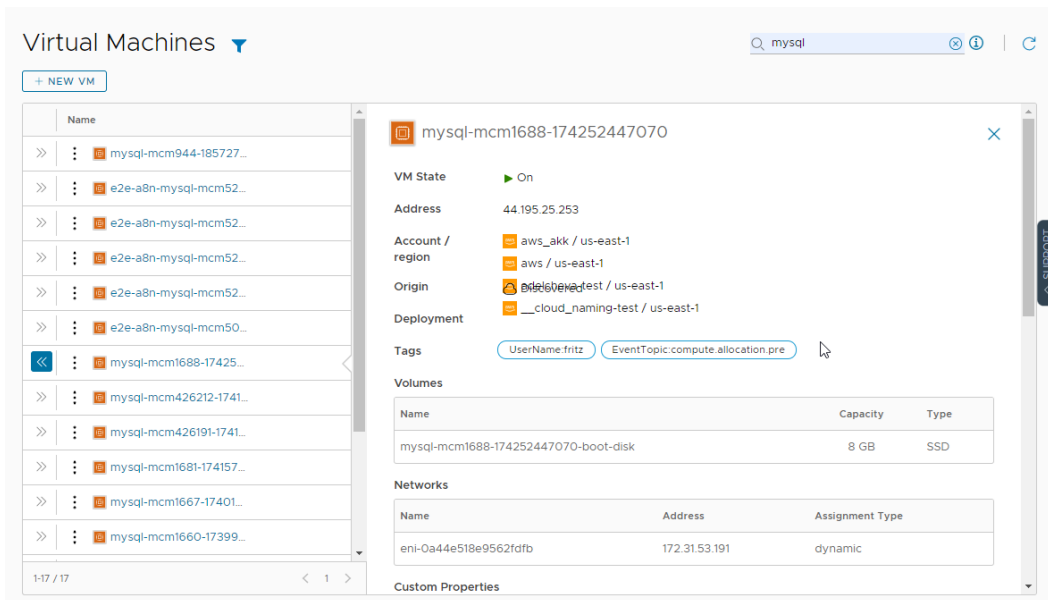 Virtual Machines
mysql
+ NEW VM
Name
mysql-mcm944-185727...
e2e-a8n-mysql-mcm52...
e2e-a8n-mysql-mcm52...
e2e-a8n-mysql-mcm52...
e2e-a8n-mysql-mcm52...
e2e-a8n-mysql-mcm50...
mysql-mcm1688-17425...
mysql-mcm426212-1741...
mysql-mcm426191-1741...
mysql-mcm1681-174157...
mysql-mcm1667-17401...
mysql-mcm1660-17399...
1-17 / 17
1
mysql-mcm1688-174252447070
VM State On
Address 44.195.25.253
Account / region
aws_akk / us-east-1
aws / us-east-1
Origin Discovered
-test / us-east-1
__cloud_naming-test / us-east-1
Deployment
Tags UserName:fritz EventTopic:compute.allocation.pre
Volumes
Name Capacity Type
mysql-mcm1688-174252447070-boot-disk 8 GB SSD
Networks
Name Address Assignment Type
eni-0a44e518e9562fdfb 172.31.53.191 dynamic
Custom Properties
SUPPORT